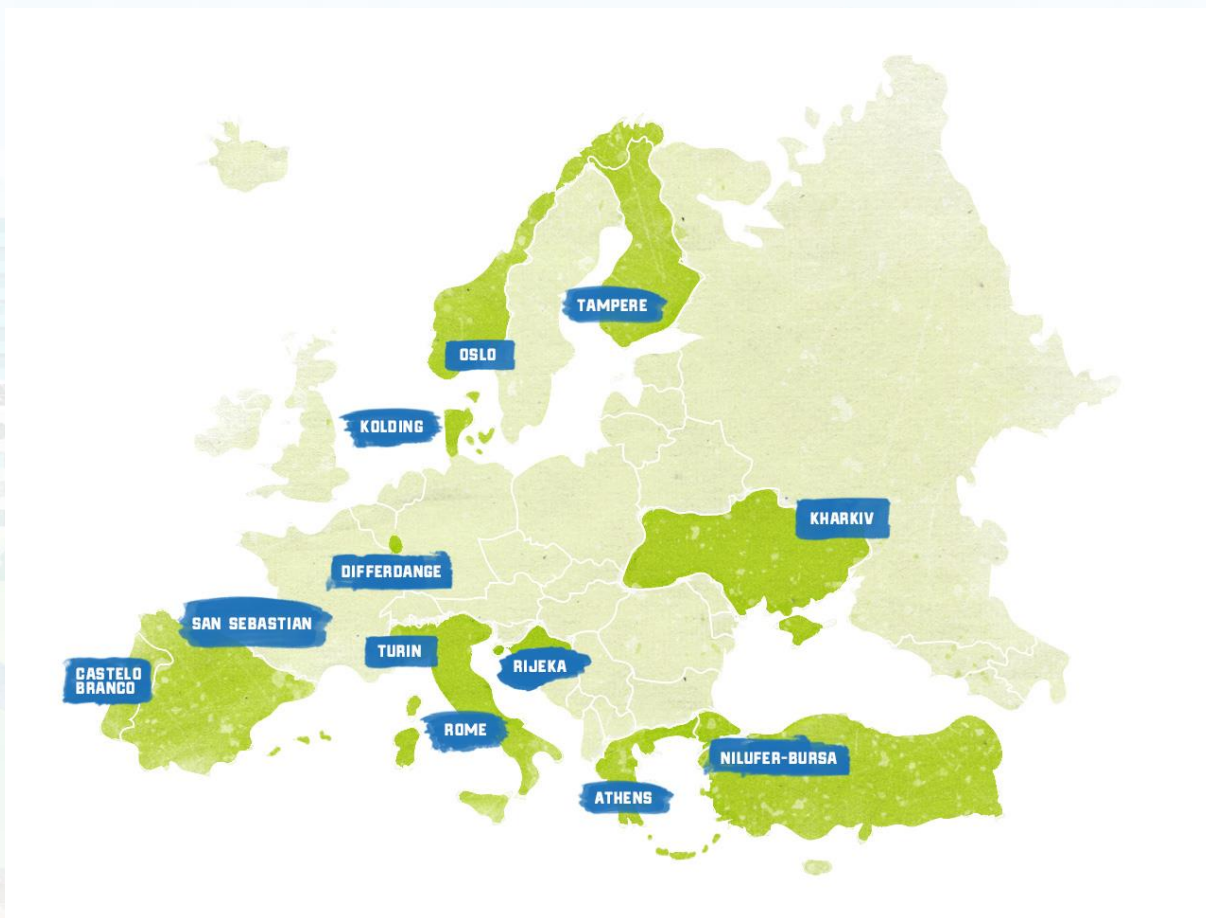 TAMPERE
OSLO
KOLDING
KHARKIV
DIFFERDANGE
SAN SEBASTIAN
TURIN
RIJEKA
CASTELO
BRANCO
ROME
NILUFER-BURSA
ATHENS